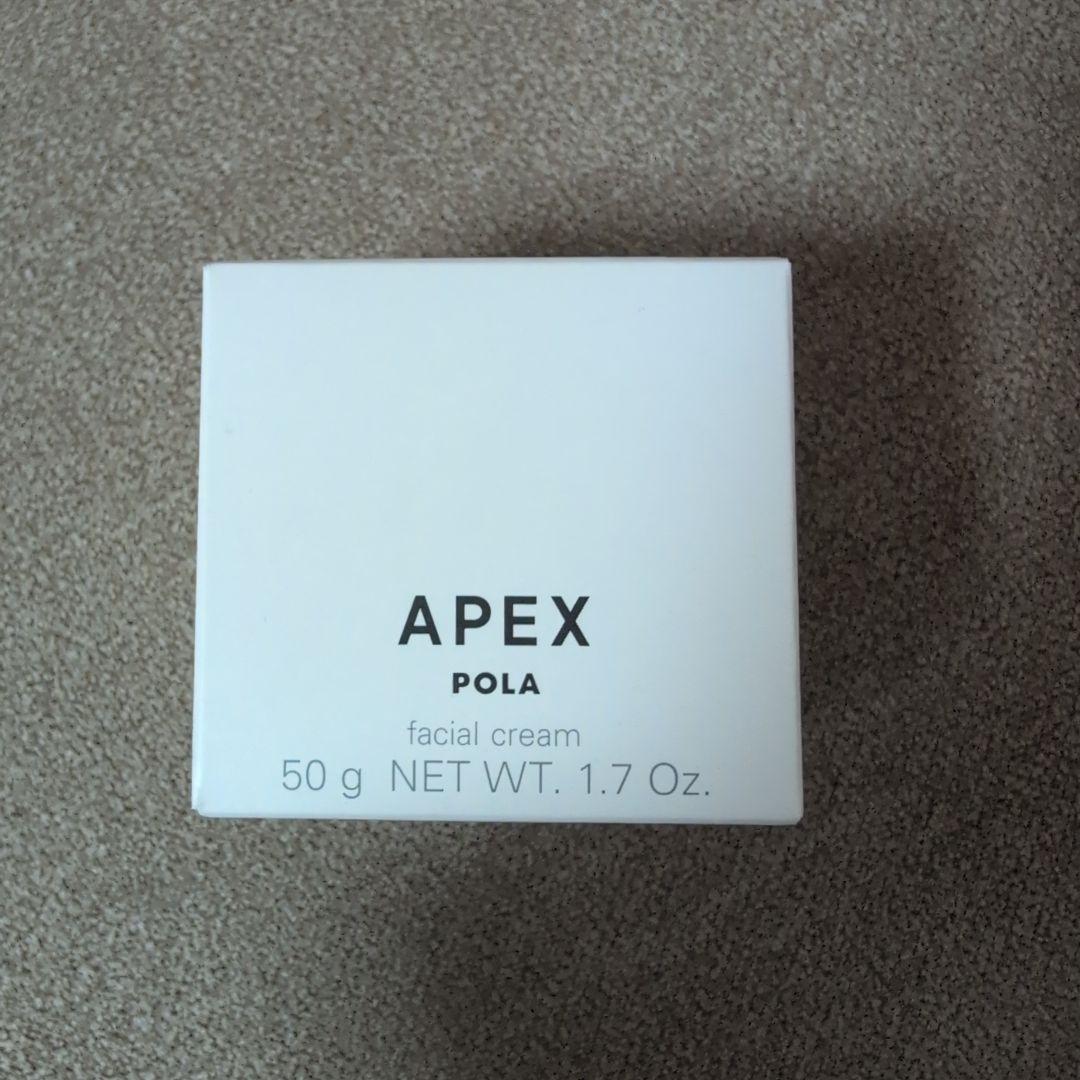 APEX
POLA
facial cream
50 g NET WT. 1.7 Oz.